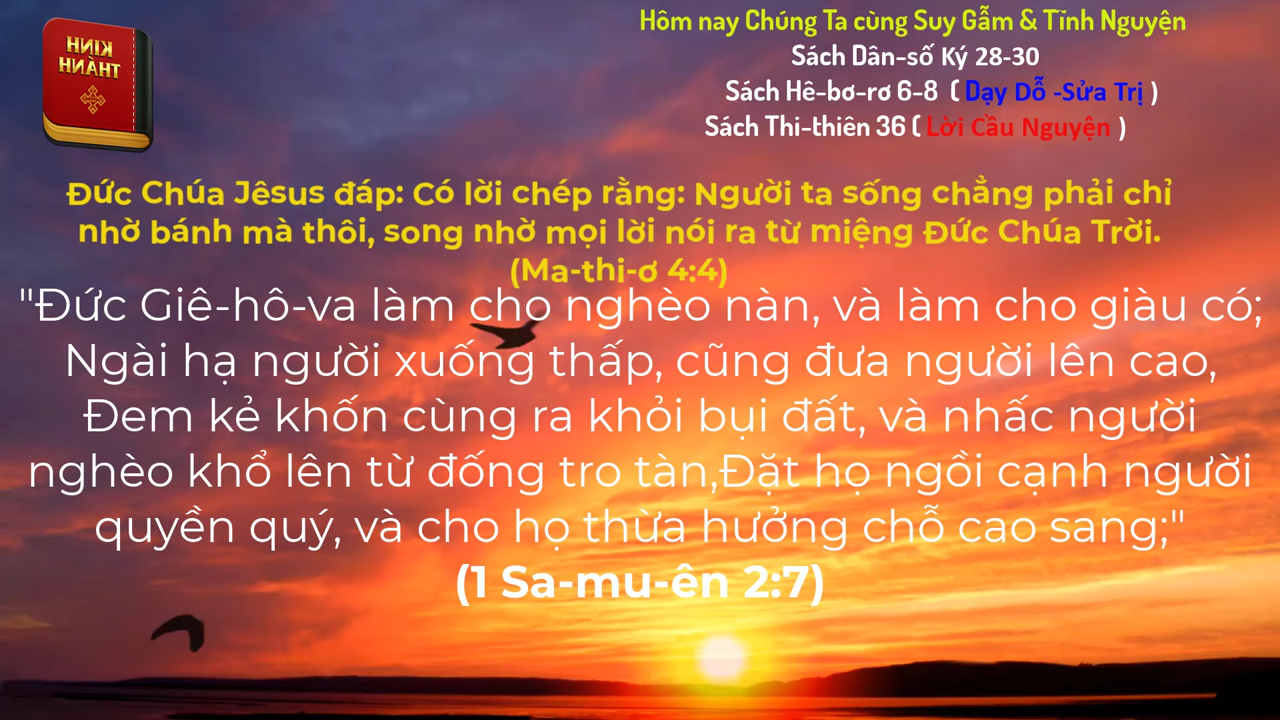 KINH
THÀNH
Hôm nay Chúng Ta cùng Suy Gẫm & Tĩnh Nguyện
Sách Dân-số Ký 28-30
Sách Hê-bơ-rơ 6-8 ( Dạy Dỗ -Sửa Trị )
Sách Thi-thiên 36 ( Lời Cầu Nguyện )
Đức Chúa Jêsus đáp: Có lời chép rằng: Người ta sống chẳng phải chỉ
nhờ bánh mà thôi, song nhờ mọi lời nói ra từ miệng Đức Chúa Trời.
(Ma-thi-ơ 4:4)
"Đức Giê-hô-va làm cho nghèo nàn, và làm cho giàu có;
Ngài hạ người xuống thấp, cũng đưa người lên cao,
Đem kẻ khốn cùng ra khỏi bụi đất, và nhấc người
nghèo khổ lên từ đống tro tàn,Đặt họ ngồi cạnh người
quyền quý, và cho họ thừa hưởng chỗ cao sang;"
(1 Sa-mu-ên 2:7)